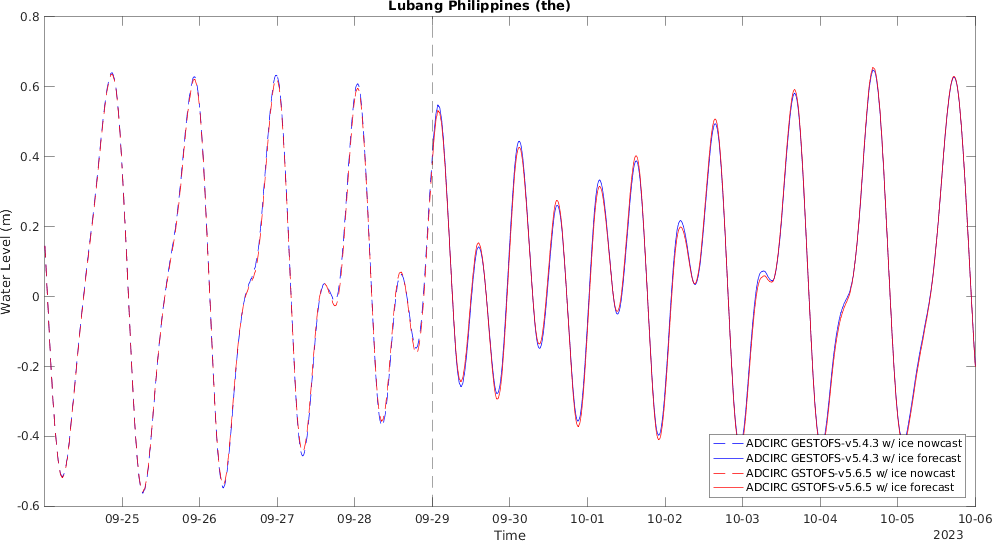 Lubang Philippines (the)
0.8
0.6
0.4
0.2
0
-0.2
-0.4
-0.6
Water Level (m)
ADCIRC GESTOFS-v5.4.3 w/ ice nowcast
ADCIRC GESTOFS-v5.4.3 w/ ice forecast
ADCIRC GSTOFS-v5.6.5 w/ ice nowcast
ADCIRC GSTOFS-v5.6.5 w/ ice forecast
09-25 09-26 09-27 09-28 09-29 09-30 10-01 10-02 10-03 10-04 10-05 10-06
Time
2023